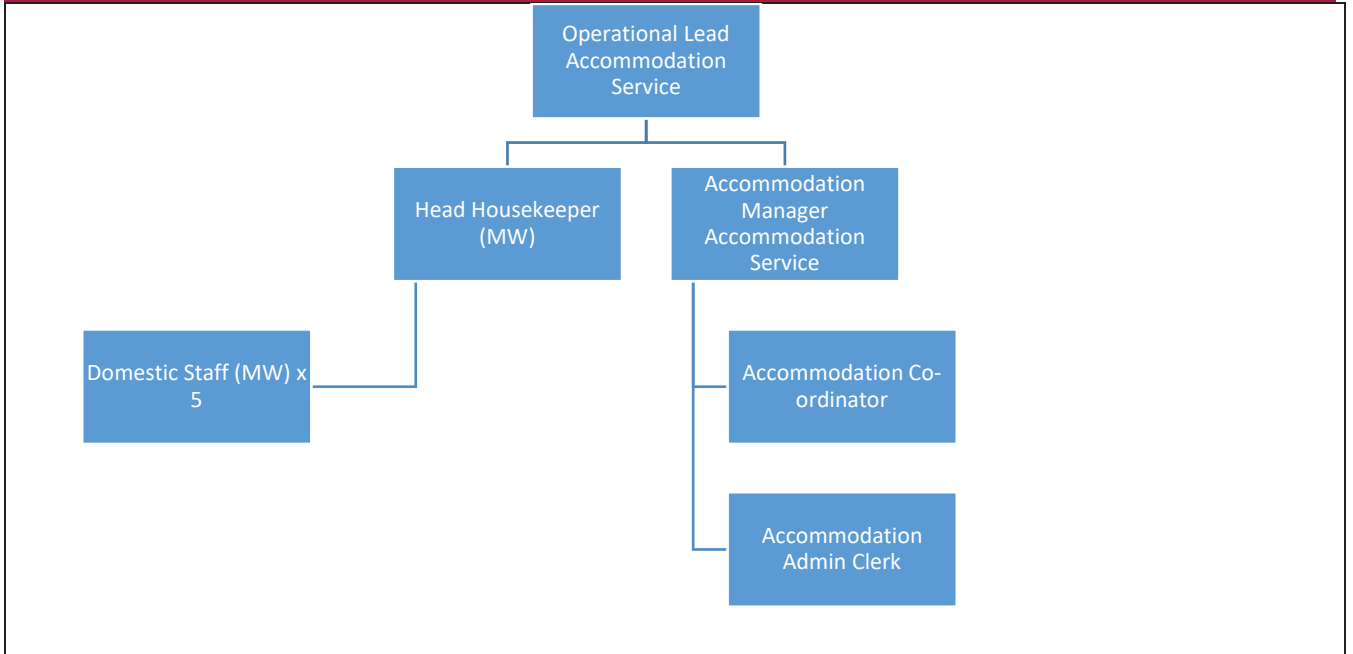 Operational Lead
Accommodation
Service
Head Housekeeper
(MW)
Accommodation
Manager
Accommodation
Service
Domestic Staff (MW) x
5
Accommodation Co-
ordinator
Accommodation
Admin Clerk